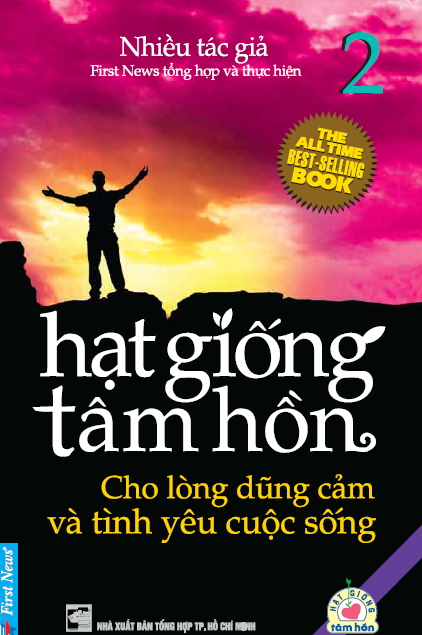 Nhiều tác giả
First News tổng hợp và thực hiện
2
THE
ALL TIME
BEST-SELLING
BOOK
hạt giống
tâm hồn
Cho lòng dũng cảm
và tình yêu cuộc sống
First News
NHÀ XUẤT BẢN TỔNG HỢP TP. HỒ CHÍ MINH
HẠT GIỐNG
tâm hồn